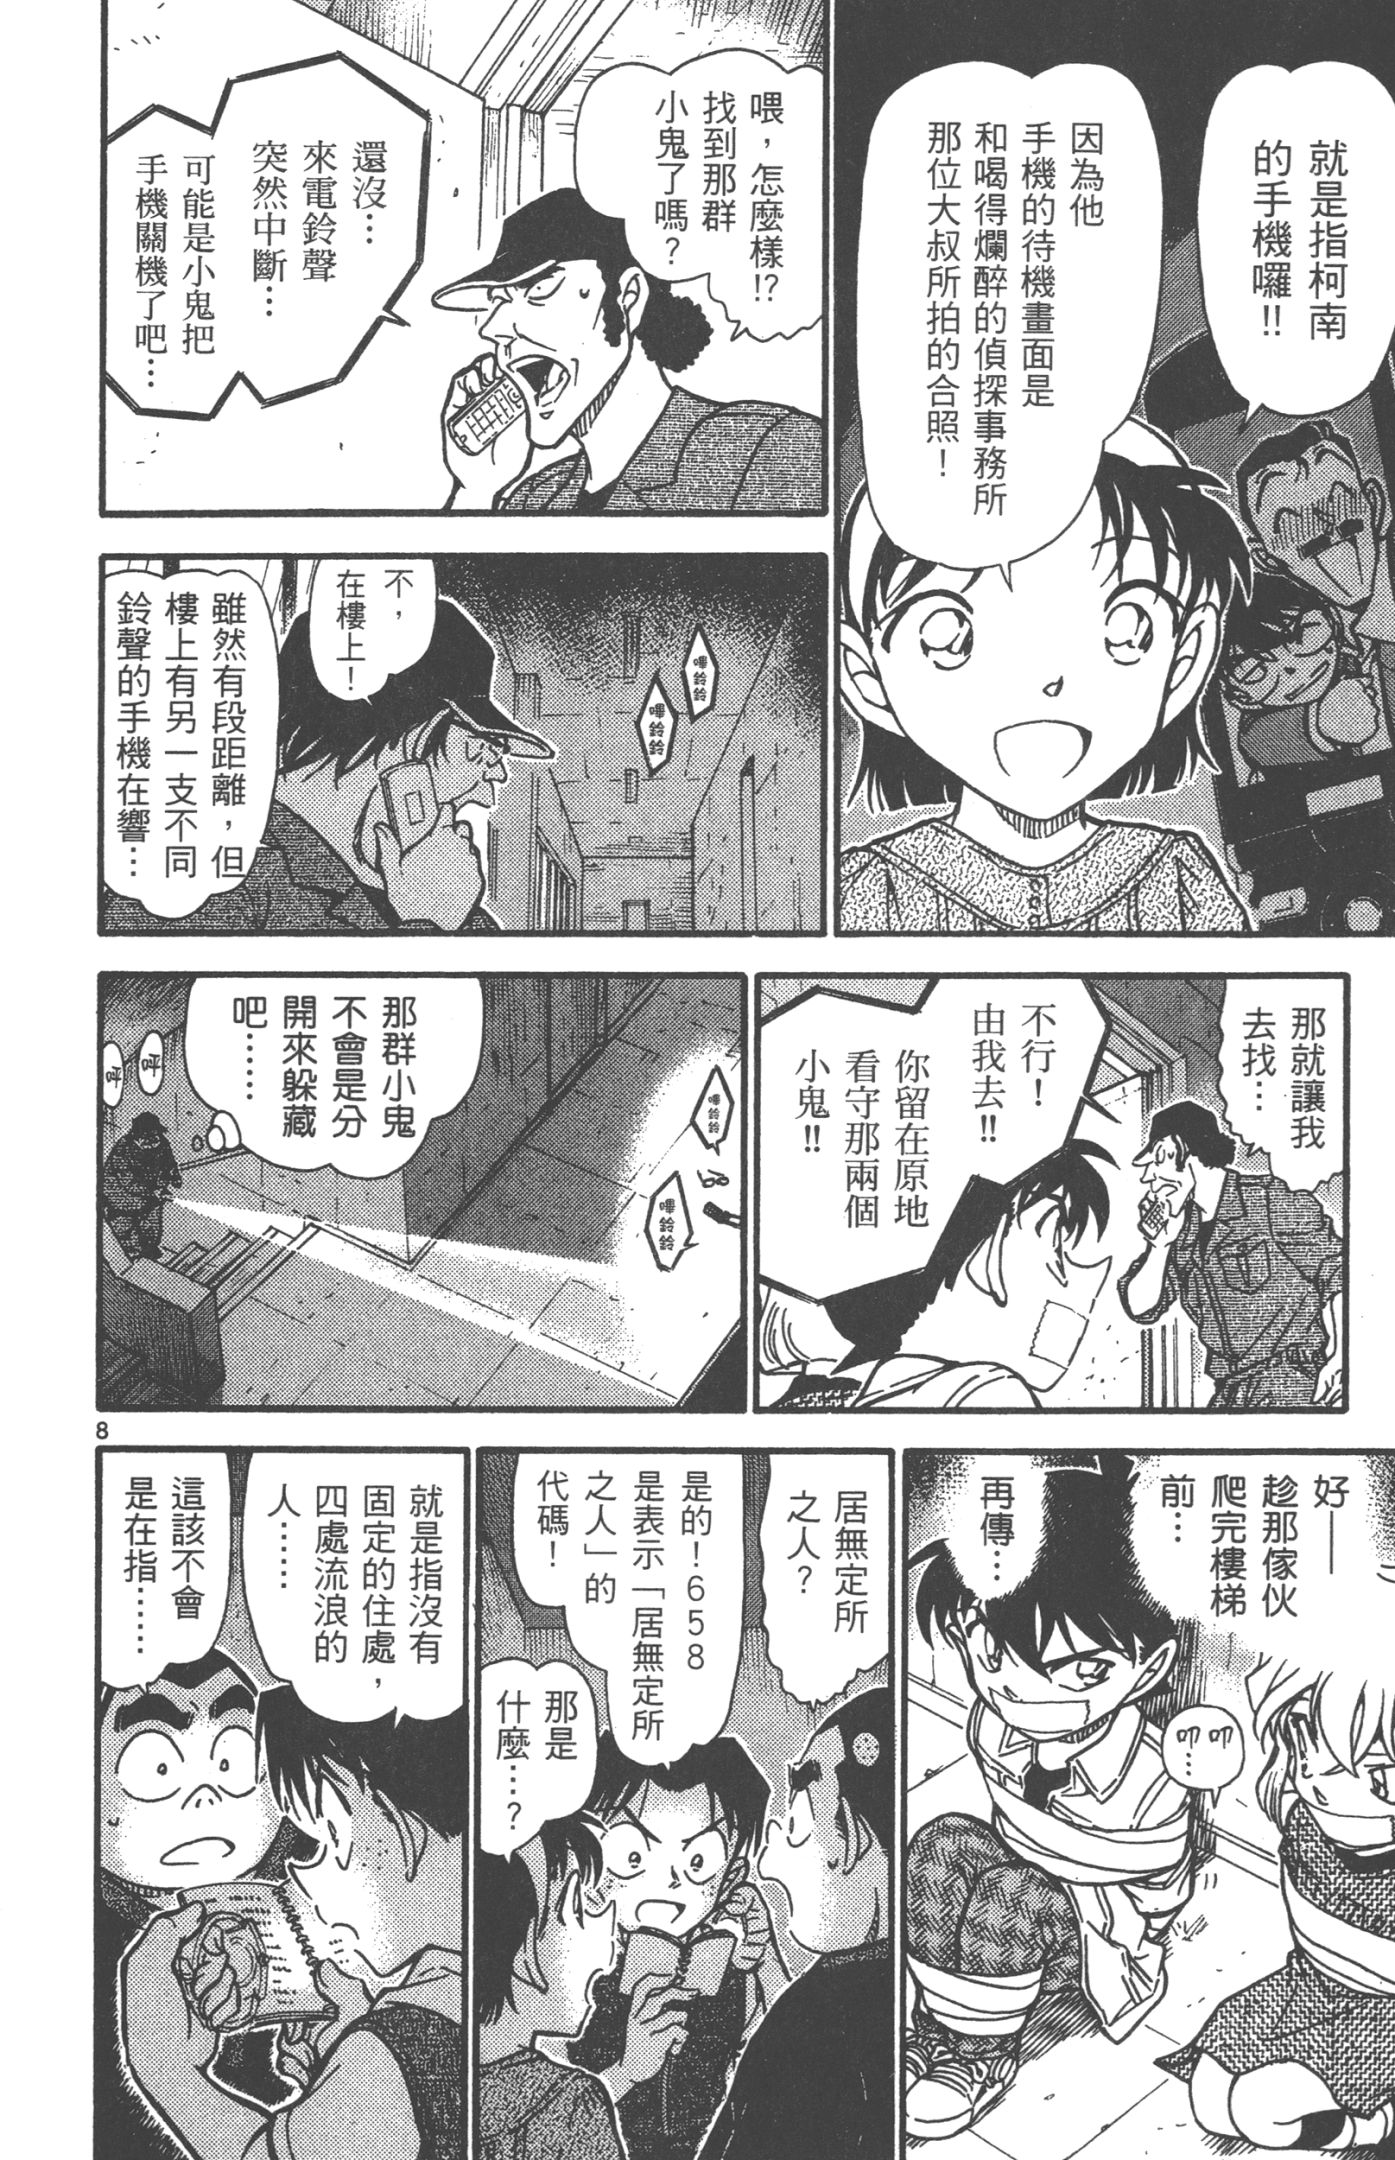 就是指柯南
的手機囉!!
因為他
手機的待機畫面是
和喝得爛醉的偵探事務所
那位大叔所拍的合照！
喂，怎麼樣!?
找到那群
小鬼了嗎？
還沒…
來電鈴聲
突然中斷…
可能是小鬼把
手機關機了吧…
嗶鈴鈴
嗶鈴鈴
不，
在樓上！
雖然有段距離，但
樓上有另一支不同
鈴聲的手機在響…
那就讓我
去找…
不行！
由我去!!
你留在原地
看守那兩個
小鬼!!
嗶鈴鈴
嗶鈴鈴
那群小鬼
不會是分
開來躲藏
吧……
呼
呼
8
好—
趁那傢伙
爬完樓梯
前…
再傳…
叩叩
…
居無定所
之人？
是的！658
是表示「居無定所
之人」的
代碼！
那是
什麼…？
就是指沒有
固定的住處，
四處流浪的
人……
這該不會
是在指……